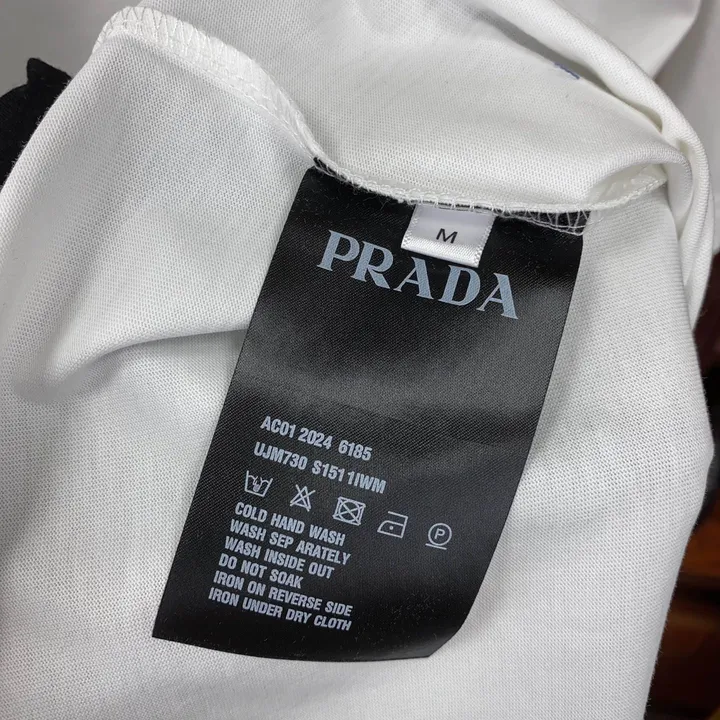 M
PRADA
AC01 2024 6185
UJM730 S151 1IWM
P
COLD HAND WASH
WASH SEP ARATELY
WASH INSIDE OUT
DO NOT SOAK
IRON ON REVERSE SIDE
IRON UNDER DRY CLOTH